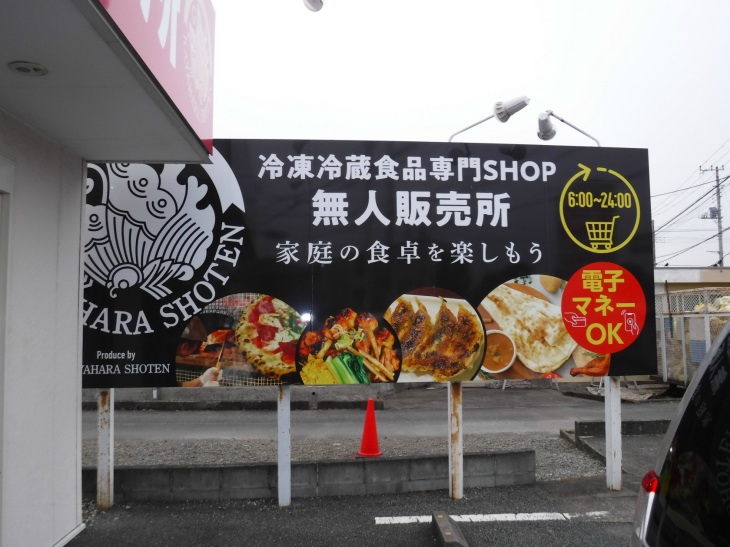 冷凍冷蔵食品専門SHOP
無人販売所
家庭の食卓を楽しもう
6:00~24:00
電子
マネー
OK
AHARA SHOTEN
Produce by
AHARA SHOTEN